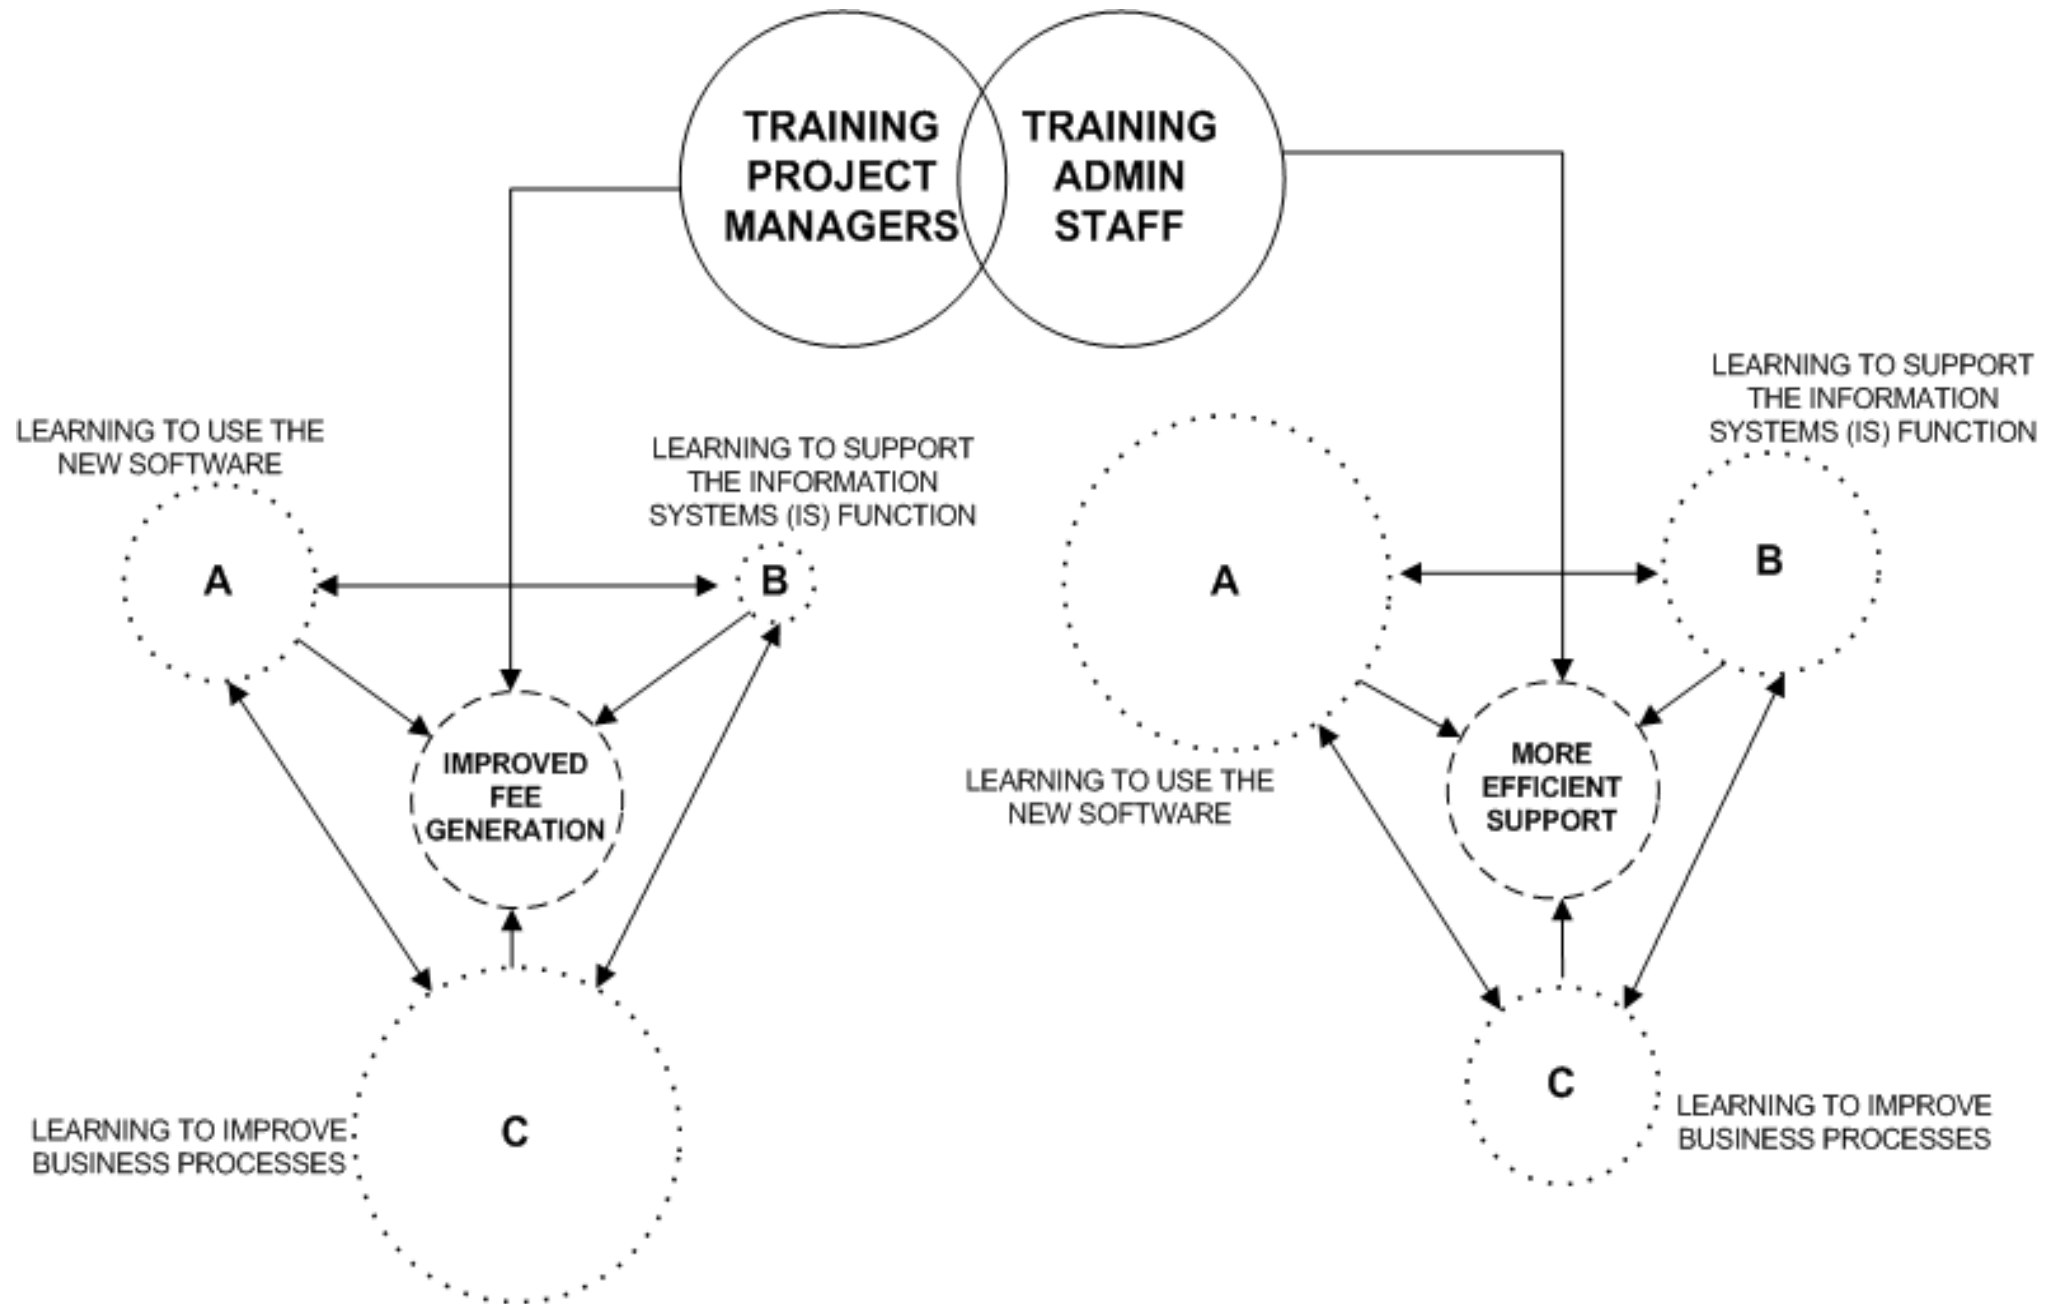 TRAINING
PROJECT
MANAGERS
TRAINING
ADMIN
STAFF
LEARNING TO USE THE
NEW SOFTWARE
A
LEARNING TO SUPPORT
THE INFORMATION
SYSTEMS (IS) FUNCTION
B
IMPROVED
FEE
GENERATION
LEARNING TO IMPROVE
BUSINESS PROCESSES
C
A
LEARNING TO USE THE
NEW SOFTWARE
LEARNING TO SUPPORT
THE INFORMATION
SYSTEMS (IS) FUNCTION
B
MORE
EFFICIENT
SUPPORT
C
LEARNING TO IMPROVE
BUSINESS PROCESSES